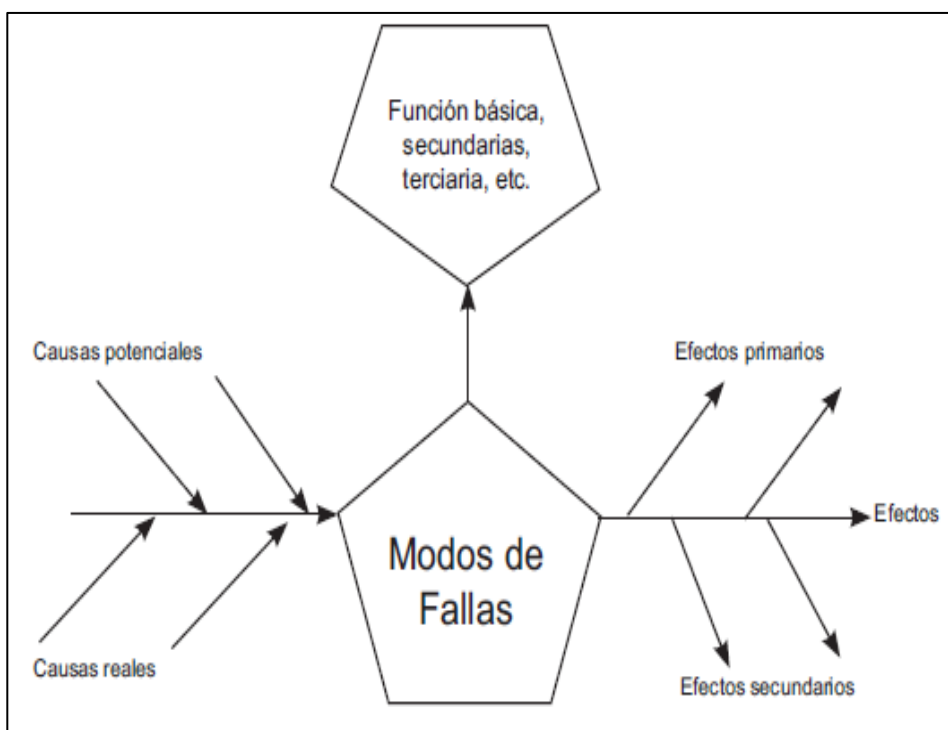 Función básica,
secundarias,
terciaria, etc.
Causas potenciales
Efectos primarios
Efectos
Modos de
Fallas
Causas reales
Efectos secundarios